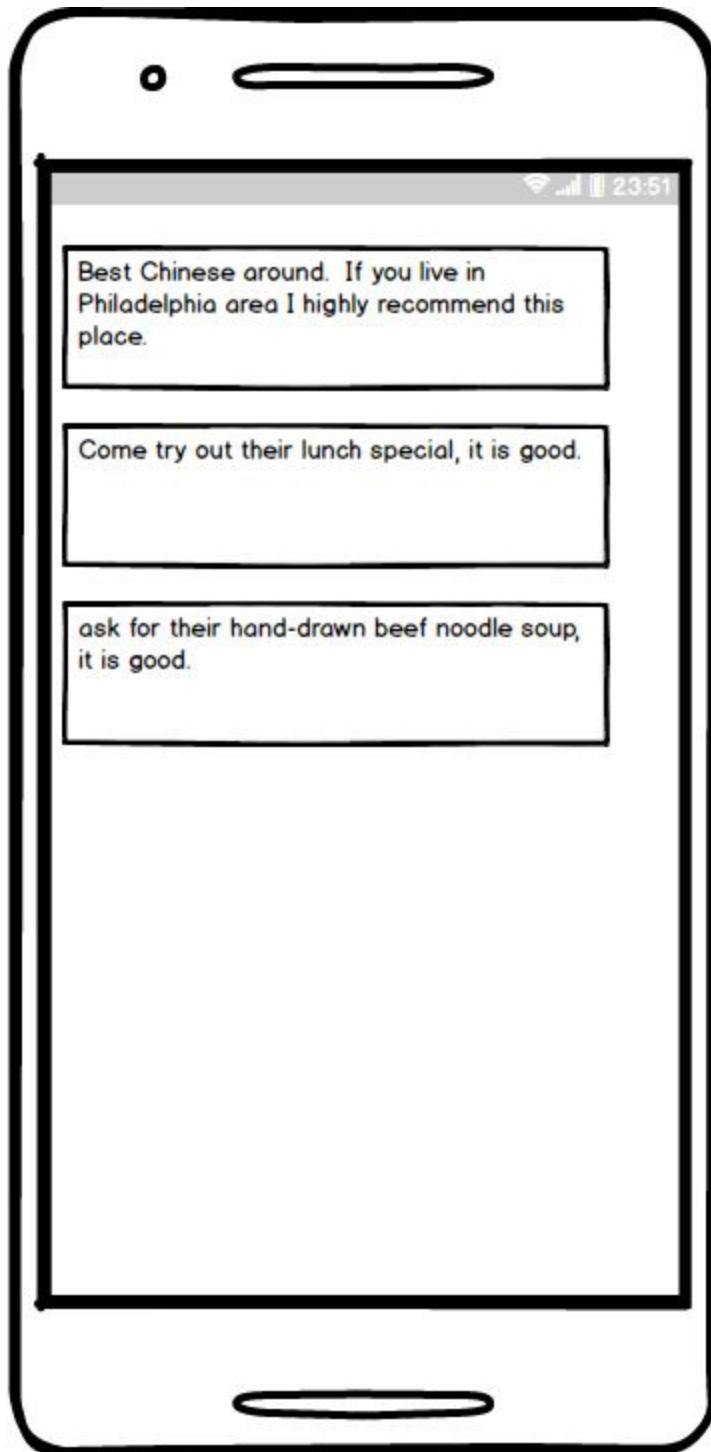 23:51
Best Chinese around.  If you live in
Philadelphia area I highly recommend this
place.
Come try out their lunch special, it is good.
ask for their hand-drawn beef noodle soup,
it is good.